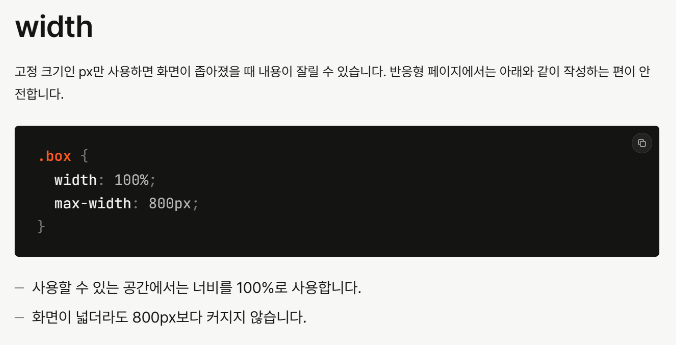 width
고정 크기인 px만 사용하면 화면이 좁아졌을 때 내용이 잘릴 수 있습니다. 반응형 페이지에서는 아래와 같이 작성하는 편이 안
전합니다.
.box {
  width: 100%;
  max-width: 800px;
}
— 사용할 수 있는 공간에서는 너비를 100%로 사용합니다.
— 화면이 넓더라도 800px보다 커지지 않습니다.